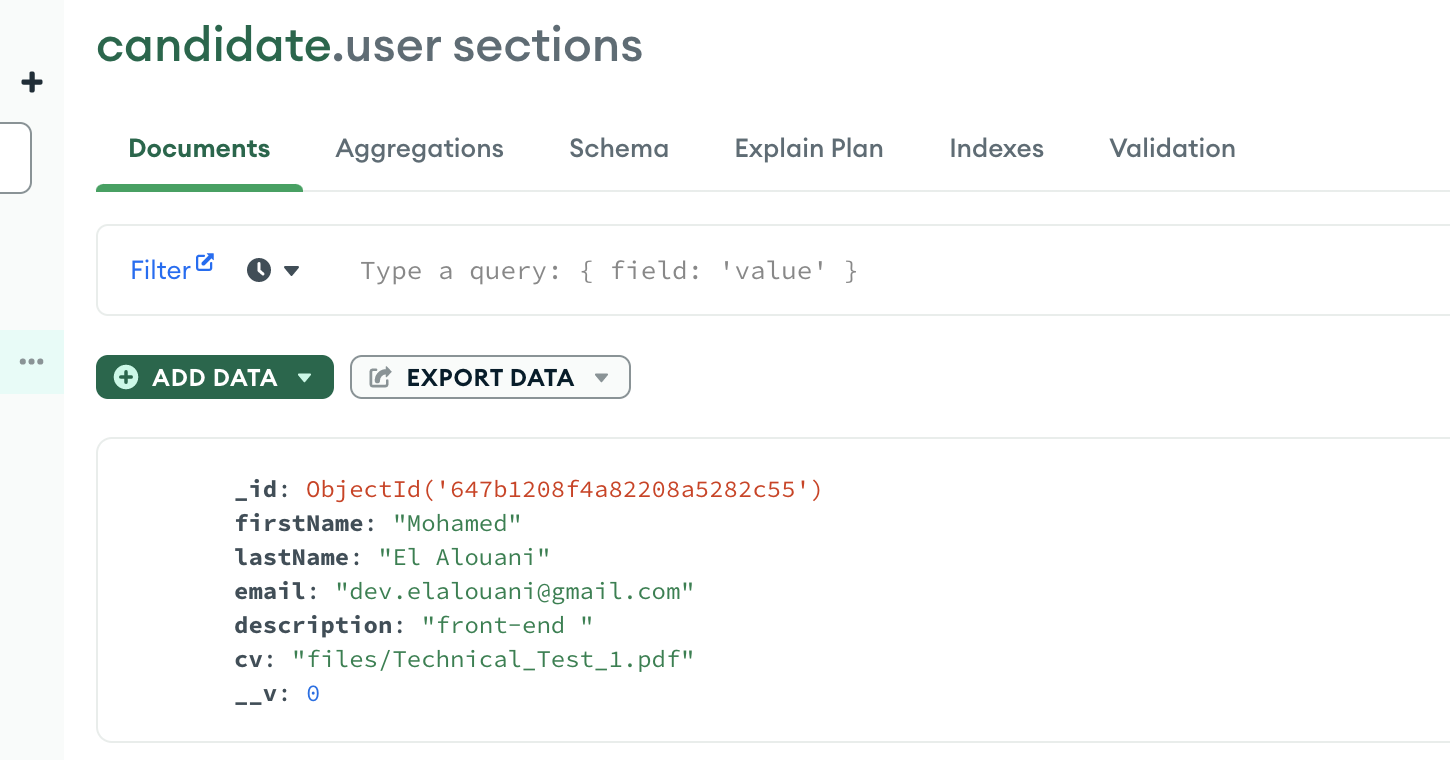 candidate.user sections
Documents Aggregations Schema Explain Plan Indexes Validation
Filter Type a query: { field: 'value' }
ADD DATA EXPORT DATA
_id: ObjectId('647b1208f4a82208a5282c55')
firstName: "Mohamed"
lastName: "El Alouani"
email: "dev.elalouani@gmail.com"
description: "front-end "
cv: "files/Technical_Test_1.pdf"
__v: 0